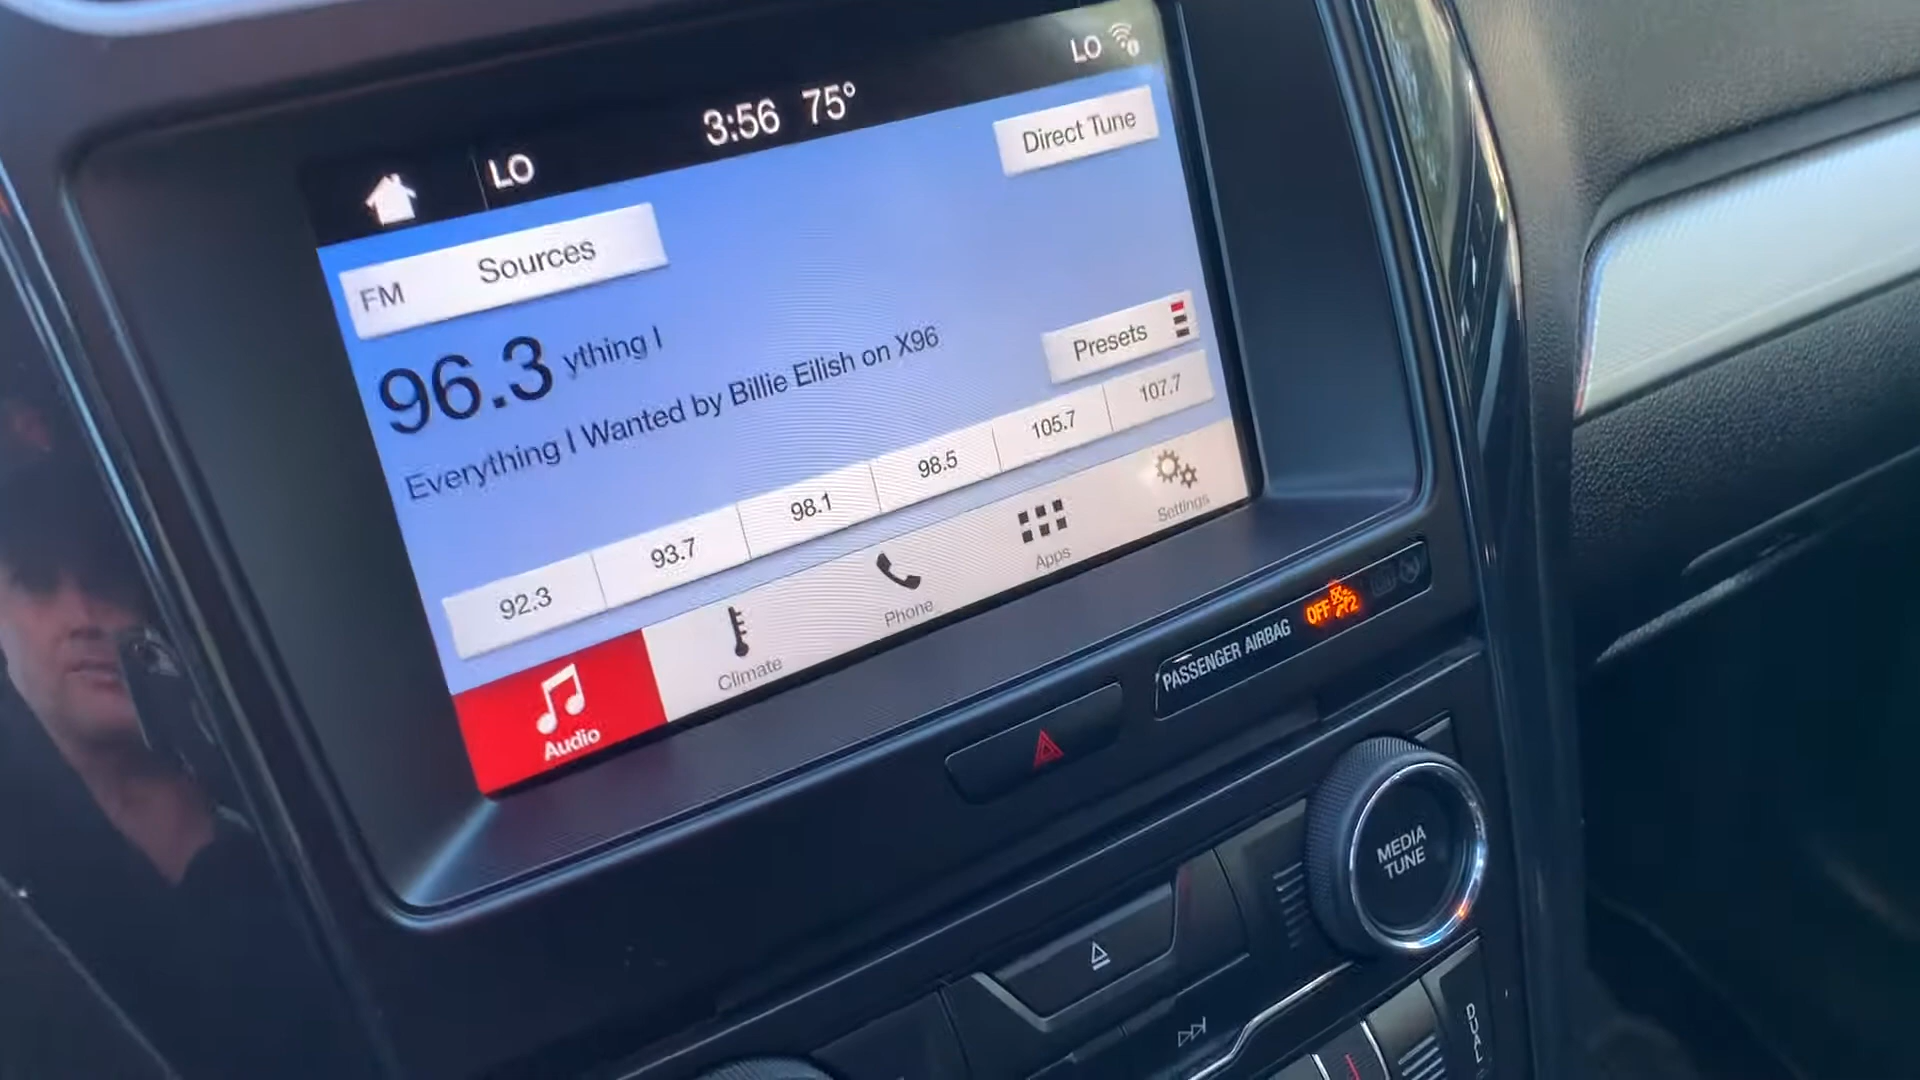 LO 3:56 75° LO
Direct Tune
FM Sources
96.3 ything I
Everything I Wanted by Billie Eilish on X96
Presets
92.3 93.7 98.1 98.5 105.7 107.7
Audio Climate Phone Apps Settings
PASSENGER AIRBAG OFF
MEDIA
TUNE
DUAL